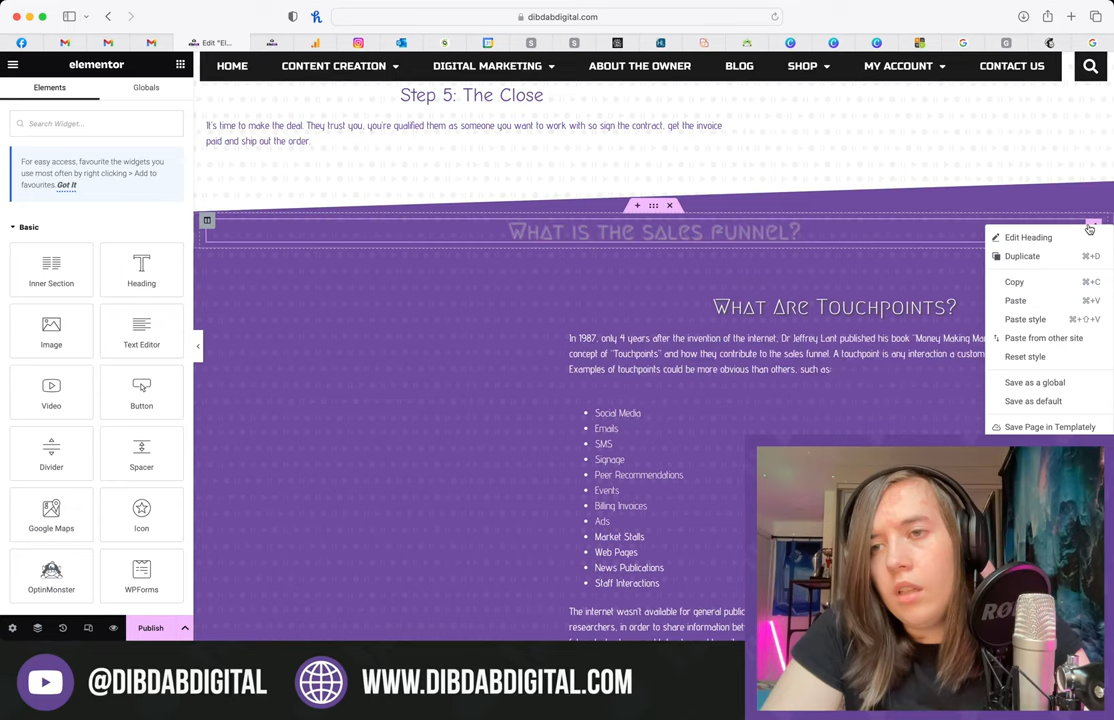 dibdabdigital.com
Edit "El...
elementor
HOME
CONTENT CREATION
DIGITAL MARKETING
ABOUT THE OWNER
BLOG
SHOP
MY ACCOUNT
CONTACT US
Elements
Globals
Search Widget...
For easy access, favourite the widgets you
use most often by right clicking > Add to
favourites. Got It
Basic
Inner Section
Heading
Image
Text Editor
Video
Button
Divider
Spacer
Google Maps
Icon
OptinMonster
WPForms
Publish
Step 5: The Close
It's time to make the deal. They trust you, you're qualified them as someone you want to work with so sign the contract, get the invoice
paid and ship out the order.
What is the sales funnel?
Edit Heading
Duplicate ⌘+D
Copy ⌘+C
Paste ⌘+V
Paste style ⌘+⇧+V
Paste from other site
Reset style
Save as a global
Save as default
Save Page in Templately
What Are Touchpoints?
In 1987, only 4 years after the invention of the internet, Dr Jeffrey Lant published his book "Money Making Ma
concept of "Touchpoints" and how they contribute to the sales funnel. A touchpoint is any interaction a custom
Examples of touchpoints could be more obvious than others, such as:
Social Media
Emails
SMS
Signage
Peer Recommendations
Events
Billing Invoices
Ads
Market Stalls
Web Pages
News Publications
Staff Interactions
The internet wasn't available for general public
researchers, in order to share information bet
RØDE
@DIBDABDIGITAL
WWW.DIBDABDIGITAL.COM